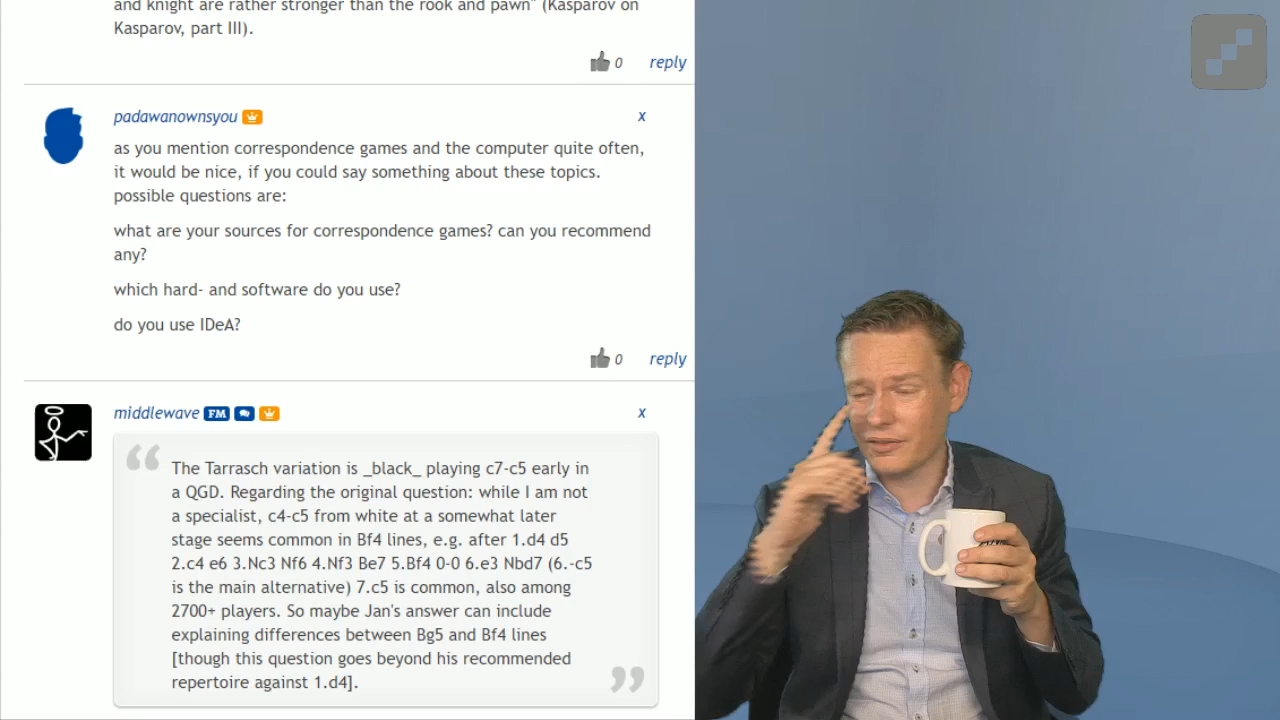 and knight are rather stronger than the rook and pawn" (Kasparov on
Kasparov, part III).
0 reply
padawanownsyou x
as you mention correspondence games and the computer quite often,
it would be nice, if you could say something about these topics.
possible questions are:
what are your sources for correspondence games? can you recommend
any?
which hard- and software do you use?
do you use IDeA?
0 reply
middlewave FM x
The Tarrasch variation is _black_ playing c7-c5 early in
a QGD. Regarding the original question: while I am not
a specialist, c4-c5 from white at a somewhat later
stage seems common in Bf4 lines, e.g. after 1.d4 d5
2.c4 e6 3.Nc3 Nf6 4.Nf3 Be7 5.Bf4 0-0 6.e3 Nbd7 (6.-c5
is the main alternative) 7.c5 is common, also among
2700+ players. So maybe Jan's answer can include
explaining differences between Bg5 and Bf4 lines
[though this question goes beyond his recommended
repertoire against 1.d4].